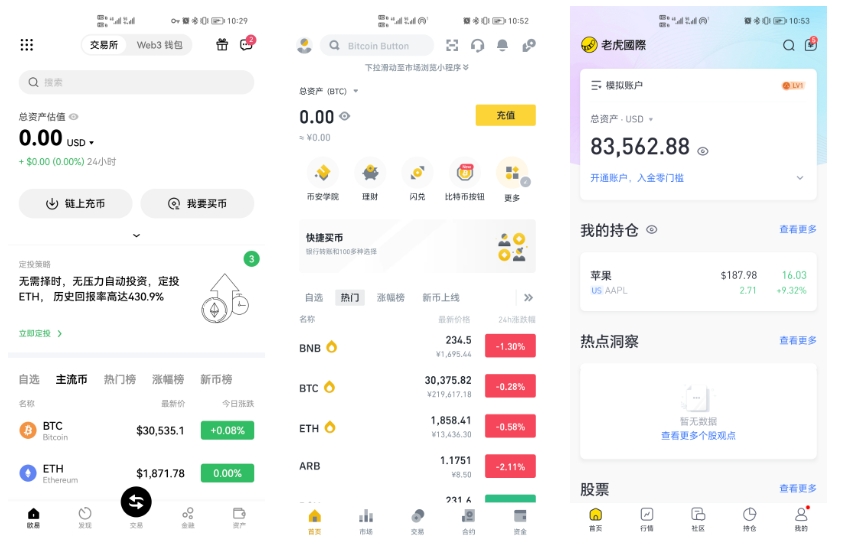 10:29
交易所
Web3 钱包
2
搜索
总资产估值
0.00 USD
+ $0.00 (0.00%) 24小时
链上充币
我要买币
定投策略
3
无需择时，无压力自动投资，定投
ETH， 历史回报率高达430.9%
立即定投
自选 主流币 热门榜 涨幅榜 新币榜
名称 最新价 今日涨跌
BTC
Bitcoin
$30,535.1
+0.08%
ETH
Ethereum
$1,871.78
0.00%
欧易 发现 交易 金融 资产
10:52
Bitcoin Button
下拉滑动至市场浏览小程序
总资产 (BTC)
0.00
≈ ¥0.00
充值
New
币安学院 理财 闪兑 比特币按钮 更多
快捷买币
银行转账和100多种选择
自选 热门 涨幅榜 新币上线
名称 最新价格 24h涨跌幅
BNB
234.5
¥1,695.44
-1.30%
BTC
30,375.82
¥219,617.18
-0.28%
ETH
1,858.41
¥13,436.30
-0.58%
ARB
1.1751
¥8.50
-2.11%
231.6
首页 市场 交易 合约 资金
10:53
老虎國際
5
模拟账户
LV1
总资产 · USD
83,562.88
开通账户，入金零门槛
我的持仓
查看更多
苹果
US AAPL
$187.98
2.71
16.03
+9.32%
热点洞察
查看更多
暂无数据
查看更多个股观点
股票
查看更多
首页 行情 社区 持仓 我的